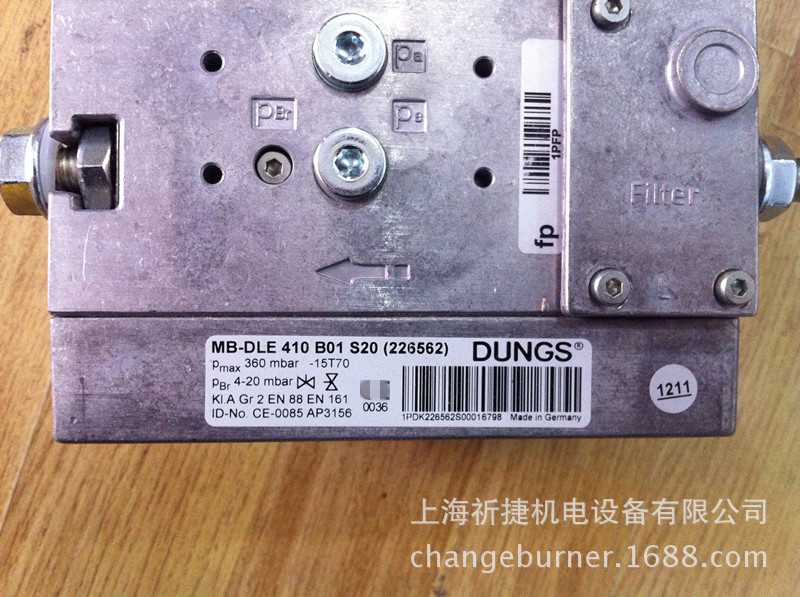 pa
pBr
pe
1PFP
fp
Filter
MB-DLE 410 B01 S20 (226562)
DUNGS®
pmax 360 mbar -15T70
pBr 4-20 mbar
Kl.A Gr 2 EN 88 EN 161
ID-No. CE-0085 AP3156
0036
1PDK226562S00016798 Made in Germany
1211
上海祈捷机电设备有限公司
changeburner.1688.com